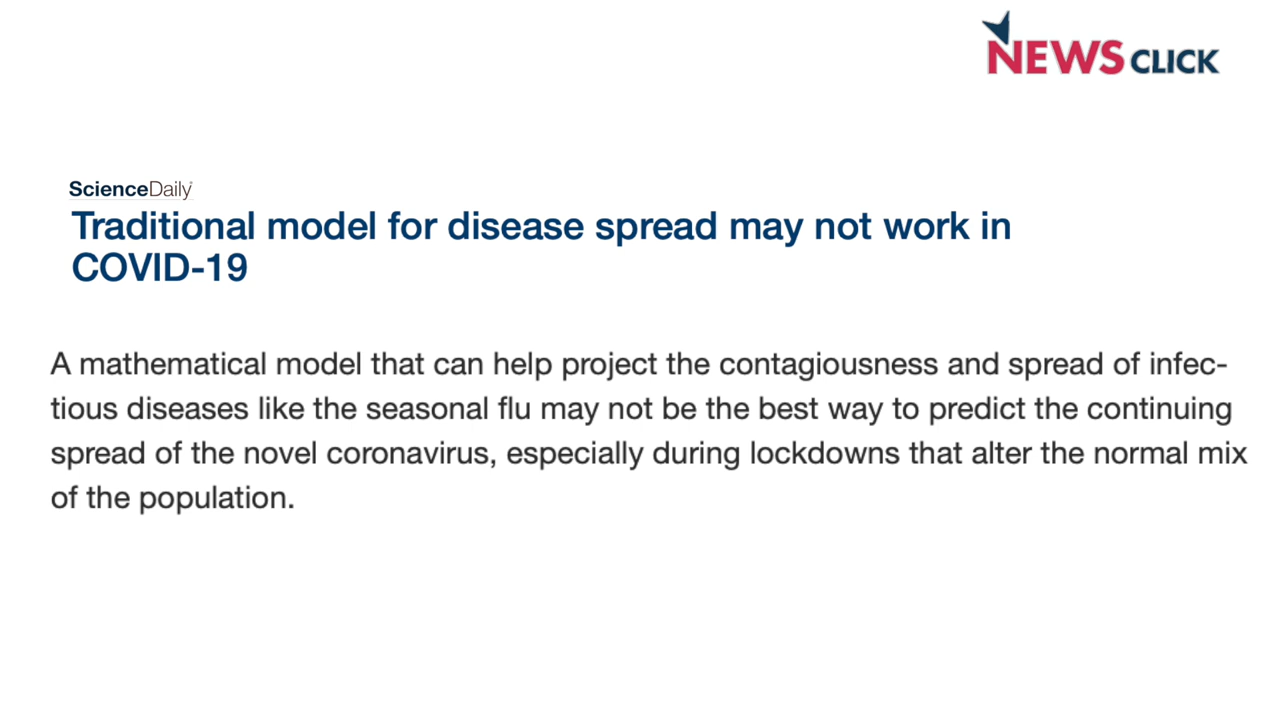 NEWS CLICK
ScienceDaily
Traditional model for disease spread may not work in
COVID-19
A mathematical model that can help project the contagiousness and spread of infec-
tious diseases like the seasonal flu may not be the best way to predict the continuing
spread of the novel coronavirus, especially during lockdowns that alter the normal mix
of the population.